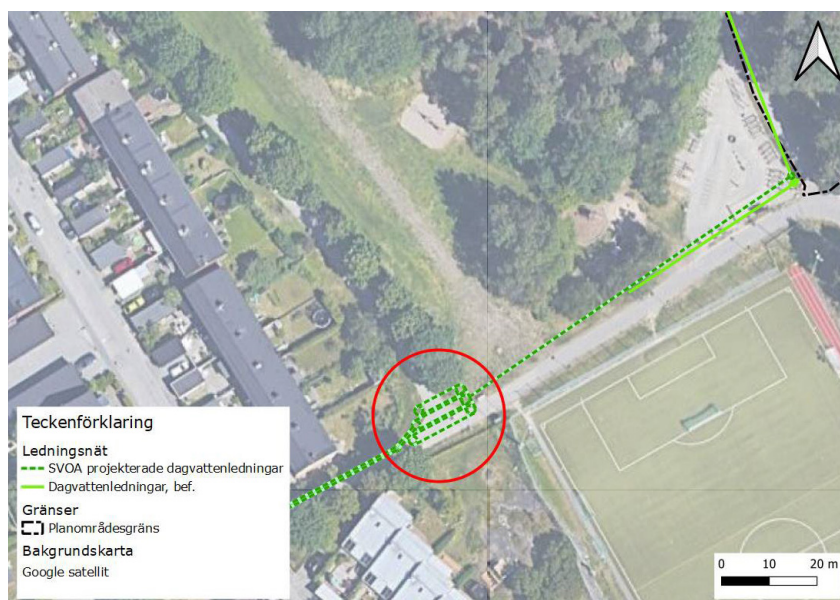 Teckenförklaring
Ledningsnät
SVOA projekterade dagvattenledningar
Dagvattenledningar, bef.
Gränser
Planområdesgräns
Bakgrundskarta
Google satellit
0 10 20 m